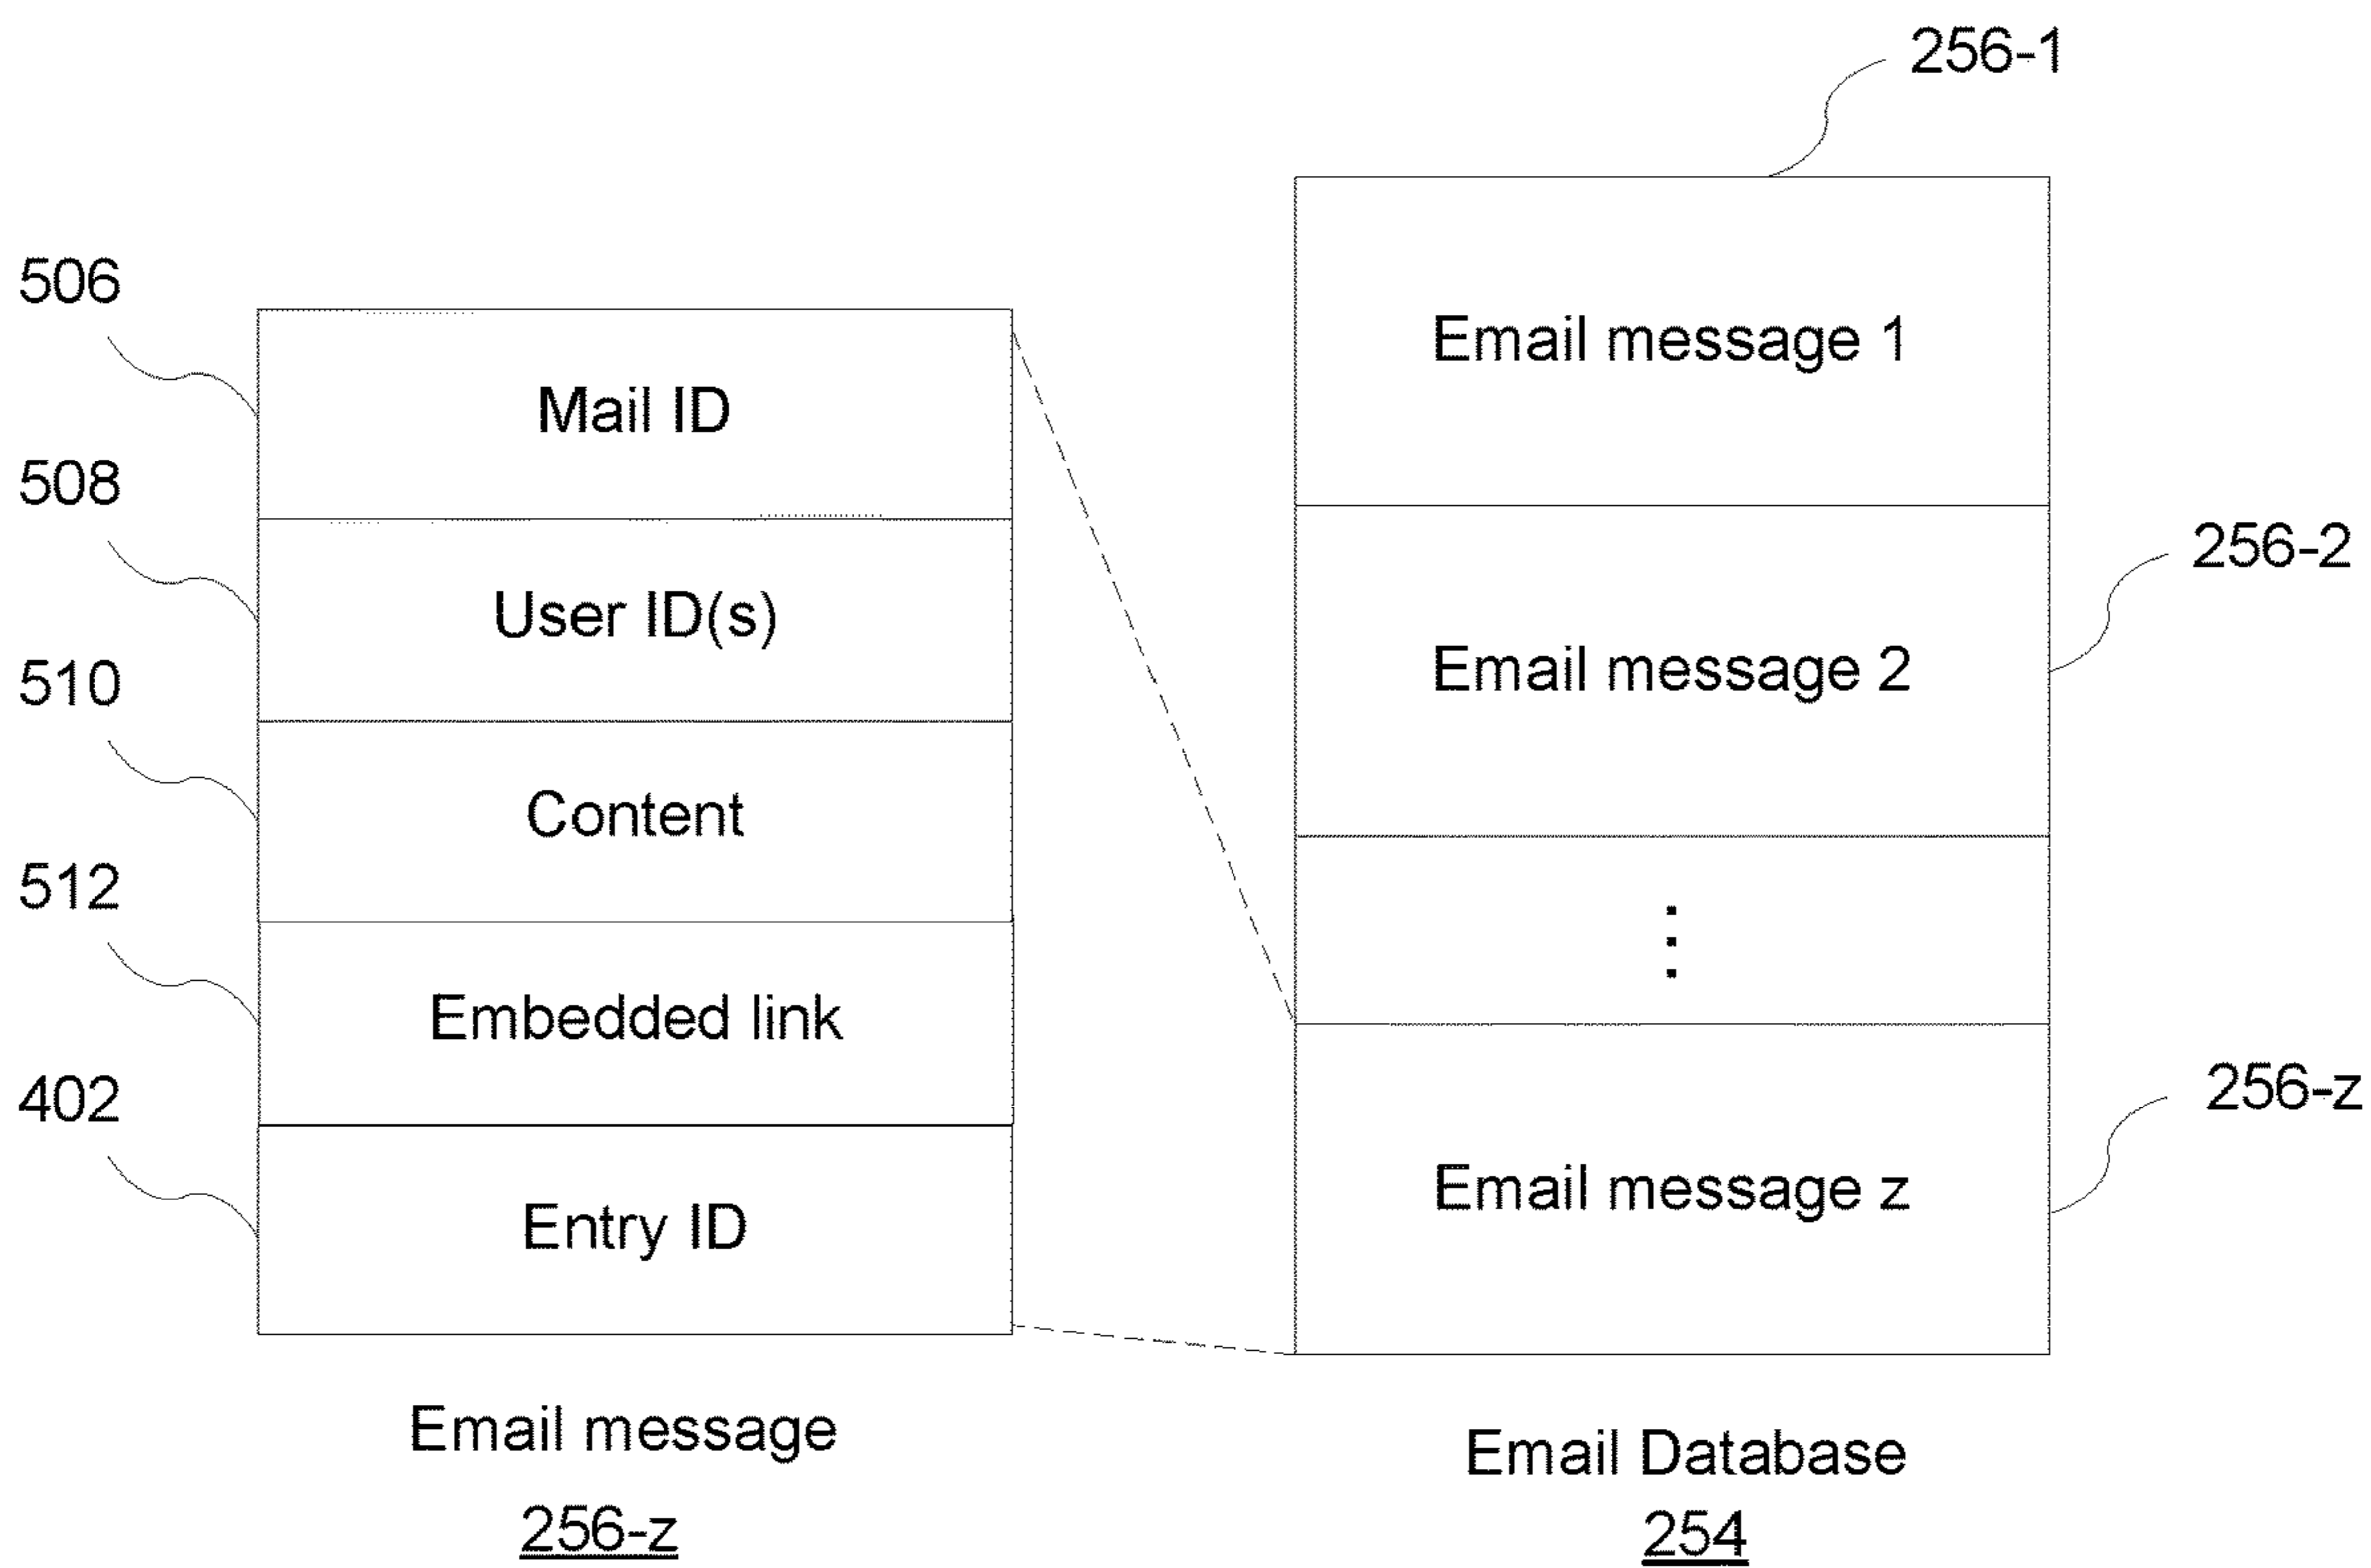 256-1
506
Mail ID
508
User ID(s)
510
Content
512
Embedded link
402
Entry ID
Email message
256-z
Email message 1
256-2
Email message 2
⋮
256-z
Email message z
Email Database
254